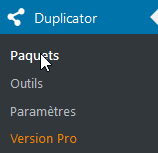 Duplicator
Paquets
Outils
Paramètres
Version Pro